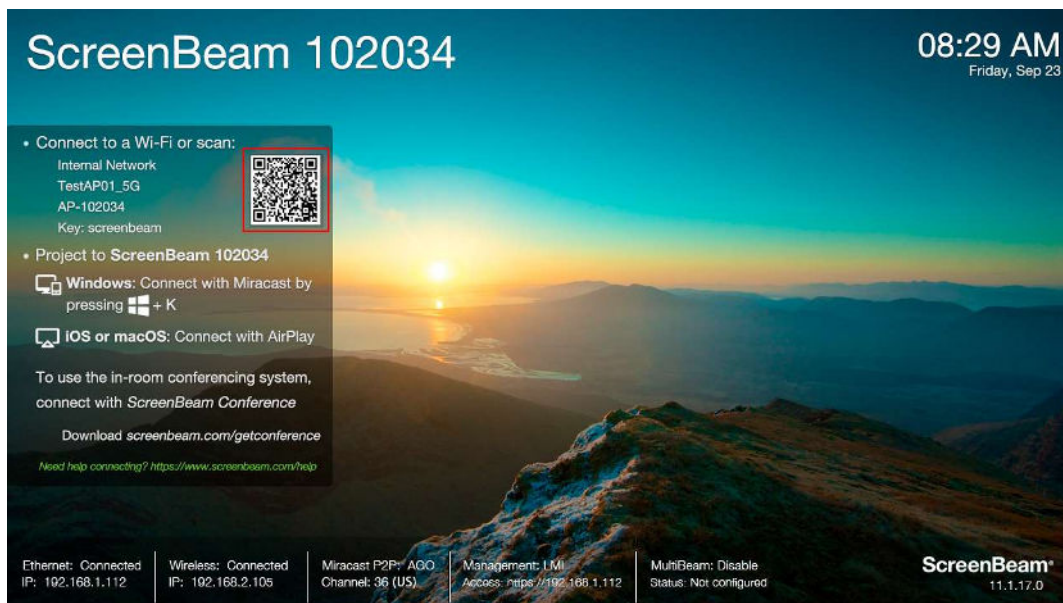 ScreenBeam 102034
08:29 AM
Friday, Sep 23
• Connect to a Wi-Fi or scan:
Internal Network
TestAP01_5G
AP-102034
Key: screenbeam
• Project to ScreenBeam 102034
Windows: Connect with Miracast by
pressing + K
iOS or macOS: Connect with AirPlay
To use the in-room conferencing system,
connect with ScreenBeam Conference
Download screenbeam.com/getconference
Need help connecting? https://www.screenbeam.com/help
Ethernet: Connected
IP: 192.168.1.112
Wireless: Connected
IP: 192.168.2.105
Miracast P2P: AGO
Channel: 36 (US)
Management: LMI
Access: https://192.168.1.112
MultiBeam: Disable
Status: Not configured
ScreenBeam®
11.1.17.0